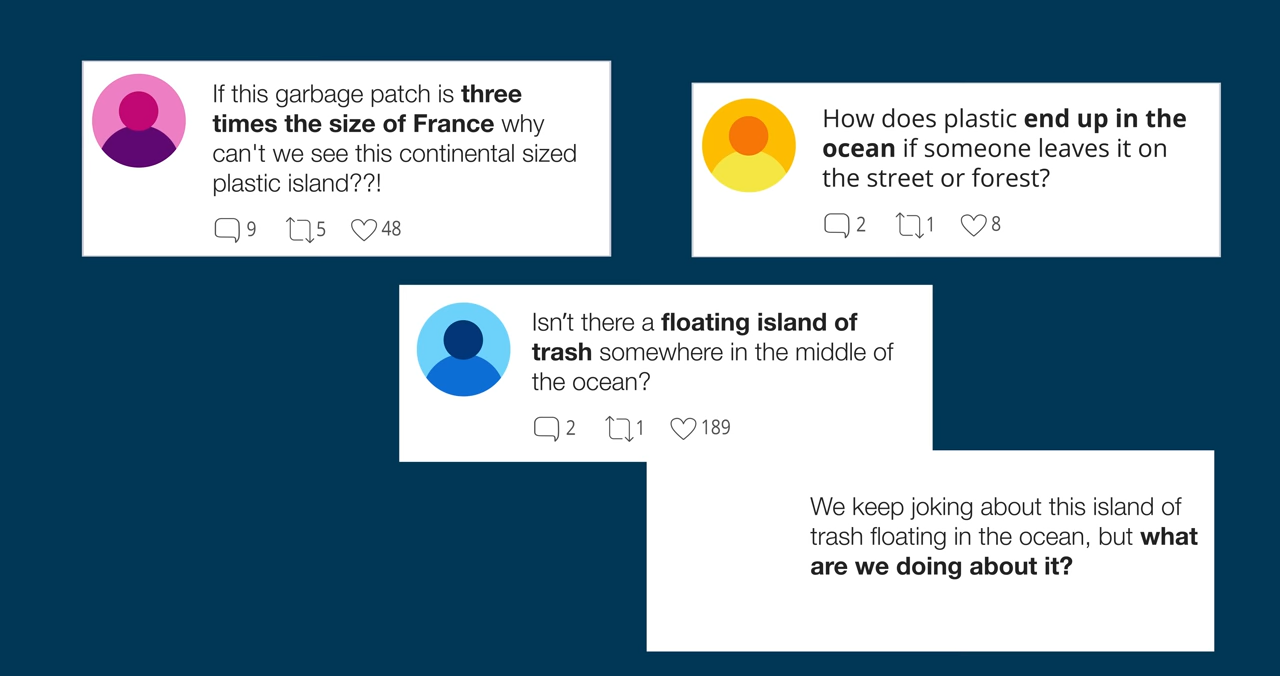 If this garbage patch is three
times the size of France why
can't we see this continental sized
plastic island??!
9 5 48
How does plastic end up in the
ocean if someone leaves it on
the street or forest?
2 1 8
Isn’t there a floating island of
trash somewhere in the middle of
the ocean?
2 1 189
We keep joking about this island of
trash floating in the ocean, but what
are we doing about it?